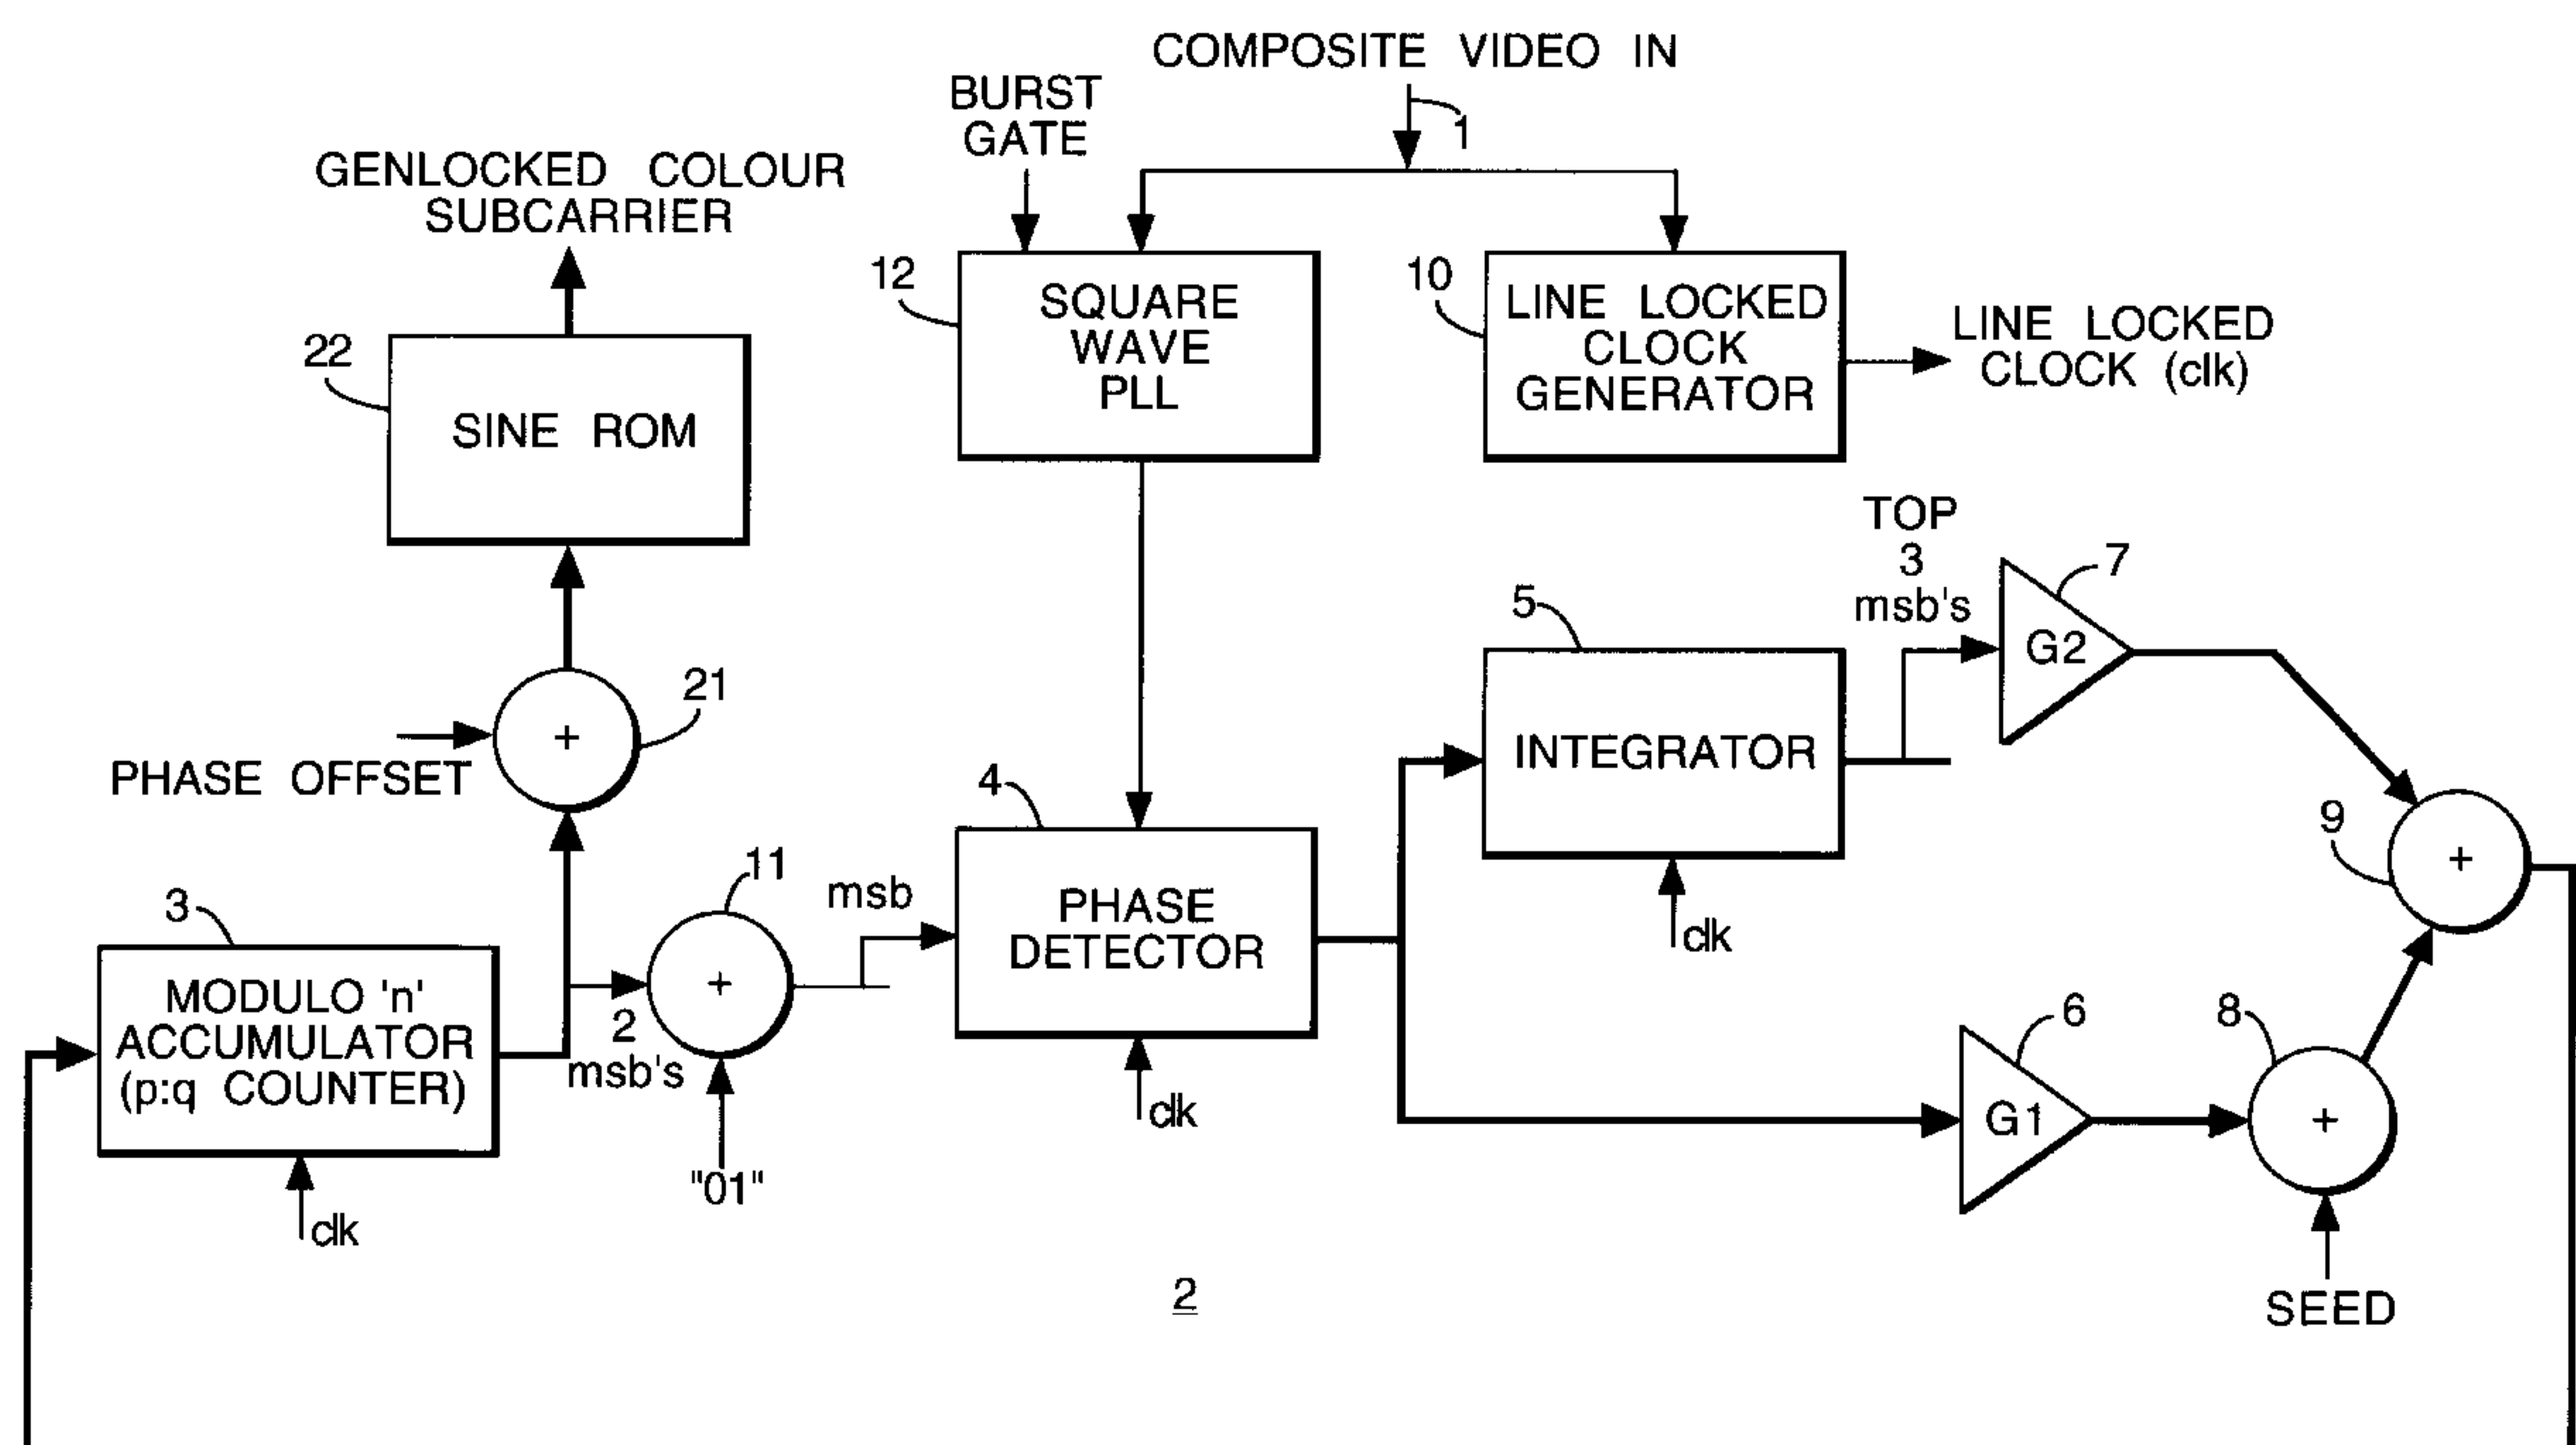 COMPOSITE VIDEO IN
1
BURST
GATE
GENLOCKED COLOUR
SUBCARRIER
12
SQUARE
WAVE
PLL
10
LINE LOCKED
CLOCK
GENERATOR
LINE LOCKED
CLOCK (clk)
22
SINE ROM
TOP
3
msb's
7
G2
5
INTEGRATOR
clk
21
+
PHASE OFFSET
4
PHASE
DETECTOR
clk
9
+
11
+
msb
2
msb's
"01"
3
MODULO 'n'
ACCUMULATOR
(p:q COUNTER)
clk
6
G1
8
+
SEED
2